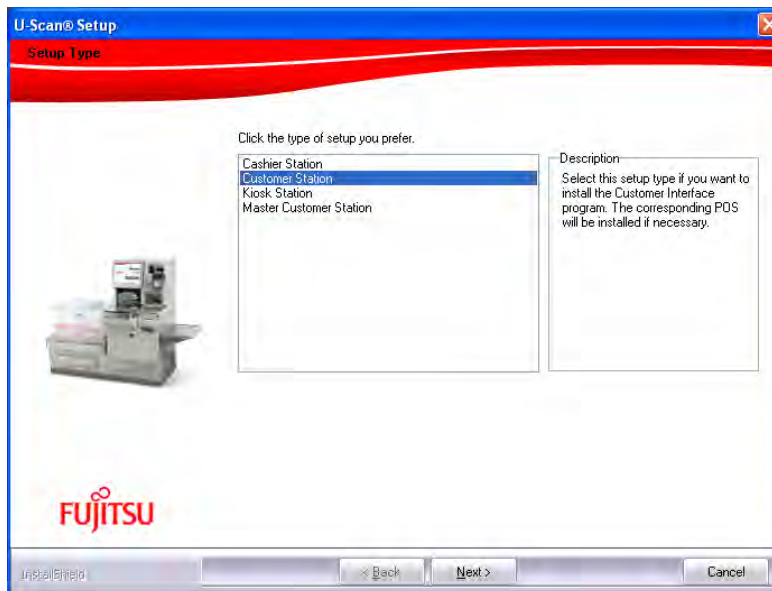 U-Scan® Setup
Setup Type
Click the type of setup you prefer.
Cashier Station
Customer Station
Kiosk Station
Master Customer Station
Description
Select this setup type if you want to
install the Customer Interface
program. The corresponding POS
will be installed if necessary.
FUJITSU
InstallShield
< Back
Next >
Cancel